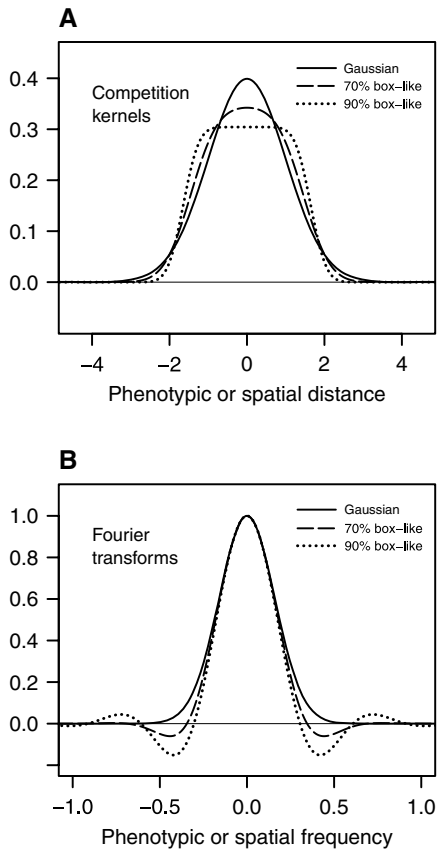 A
Competition
kernels
Gaussian
70% box−like
90% box−like
0.4
0.3
0.2
0.1
0.0
−4 −2 0 2 4
Phenotypic or spatial distance
B
Fourier
transforms
Gaussian
70% box−like
90% box−like
1.0
0.8
0.6
0.4
0.2
0.0
−1.0 −0.5 0.0 0.5 1.0
Phenotypic or spatial frequency